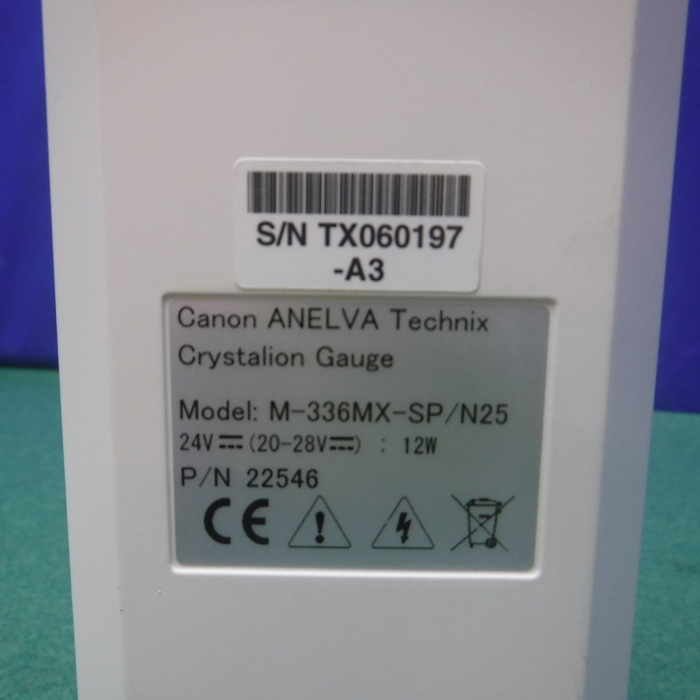 S/N TX060197
-A3
Canon ANELVA Technix
Crystalion Gauge
Model: M-336MX-SP/N25
24V⎓(20-28V⎓) : 12W
P/N 22546
CE